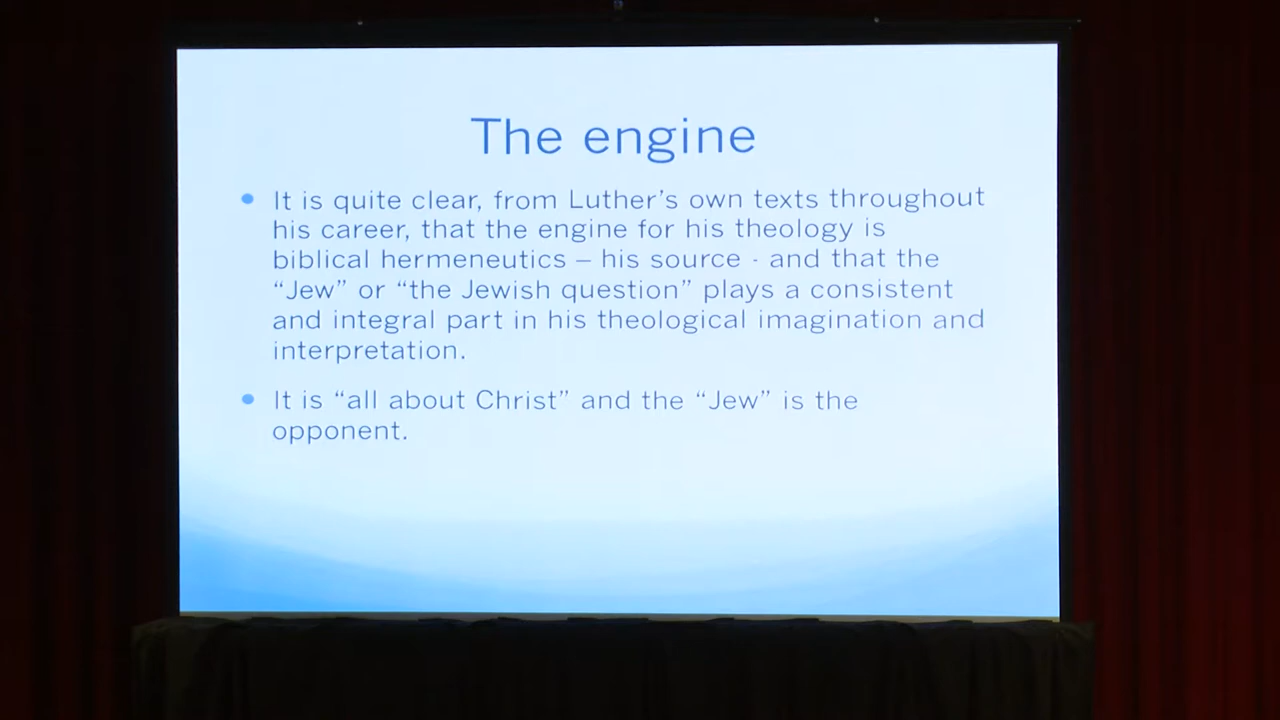 The engine
It is quite clear, from Luther’s own texts throughout
his career, that the engine for his theology is
biblical hermeneutics – his source - and that the
“Jew” or “the Jewish question” plays a consistent
and integral part in his theological imagination and
interpretation.
It is “all about Christ” and the “Jew” is the
opponent.